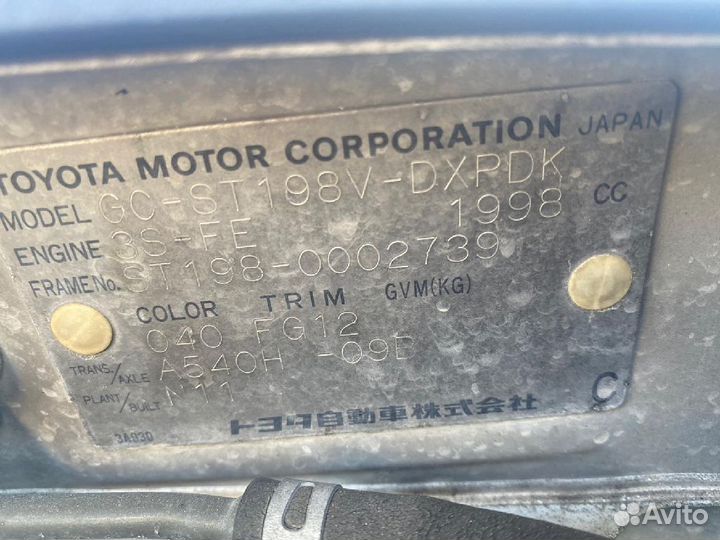 TOYOTA MOTOR CORPORATION JAPAN
MODEL GC-ST198V-DXPDK
ENGINE 3S-FE 1998 CC
FRAME No. ST198-0002739
COLOR TRIM GVM(KG)
040 FG12
TRANS./AXLE A540H -09E
PLANT/BUILT N11
トヨタ自動車株式会社 C
3A930
Avito